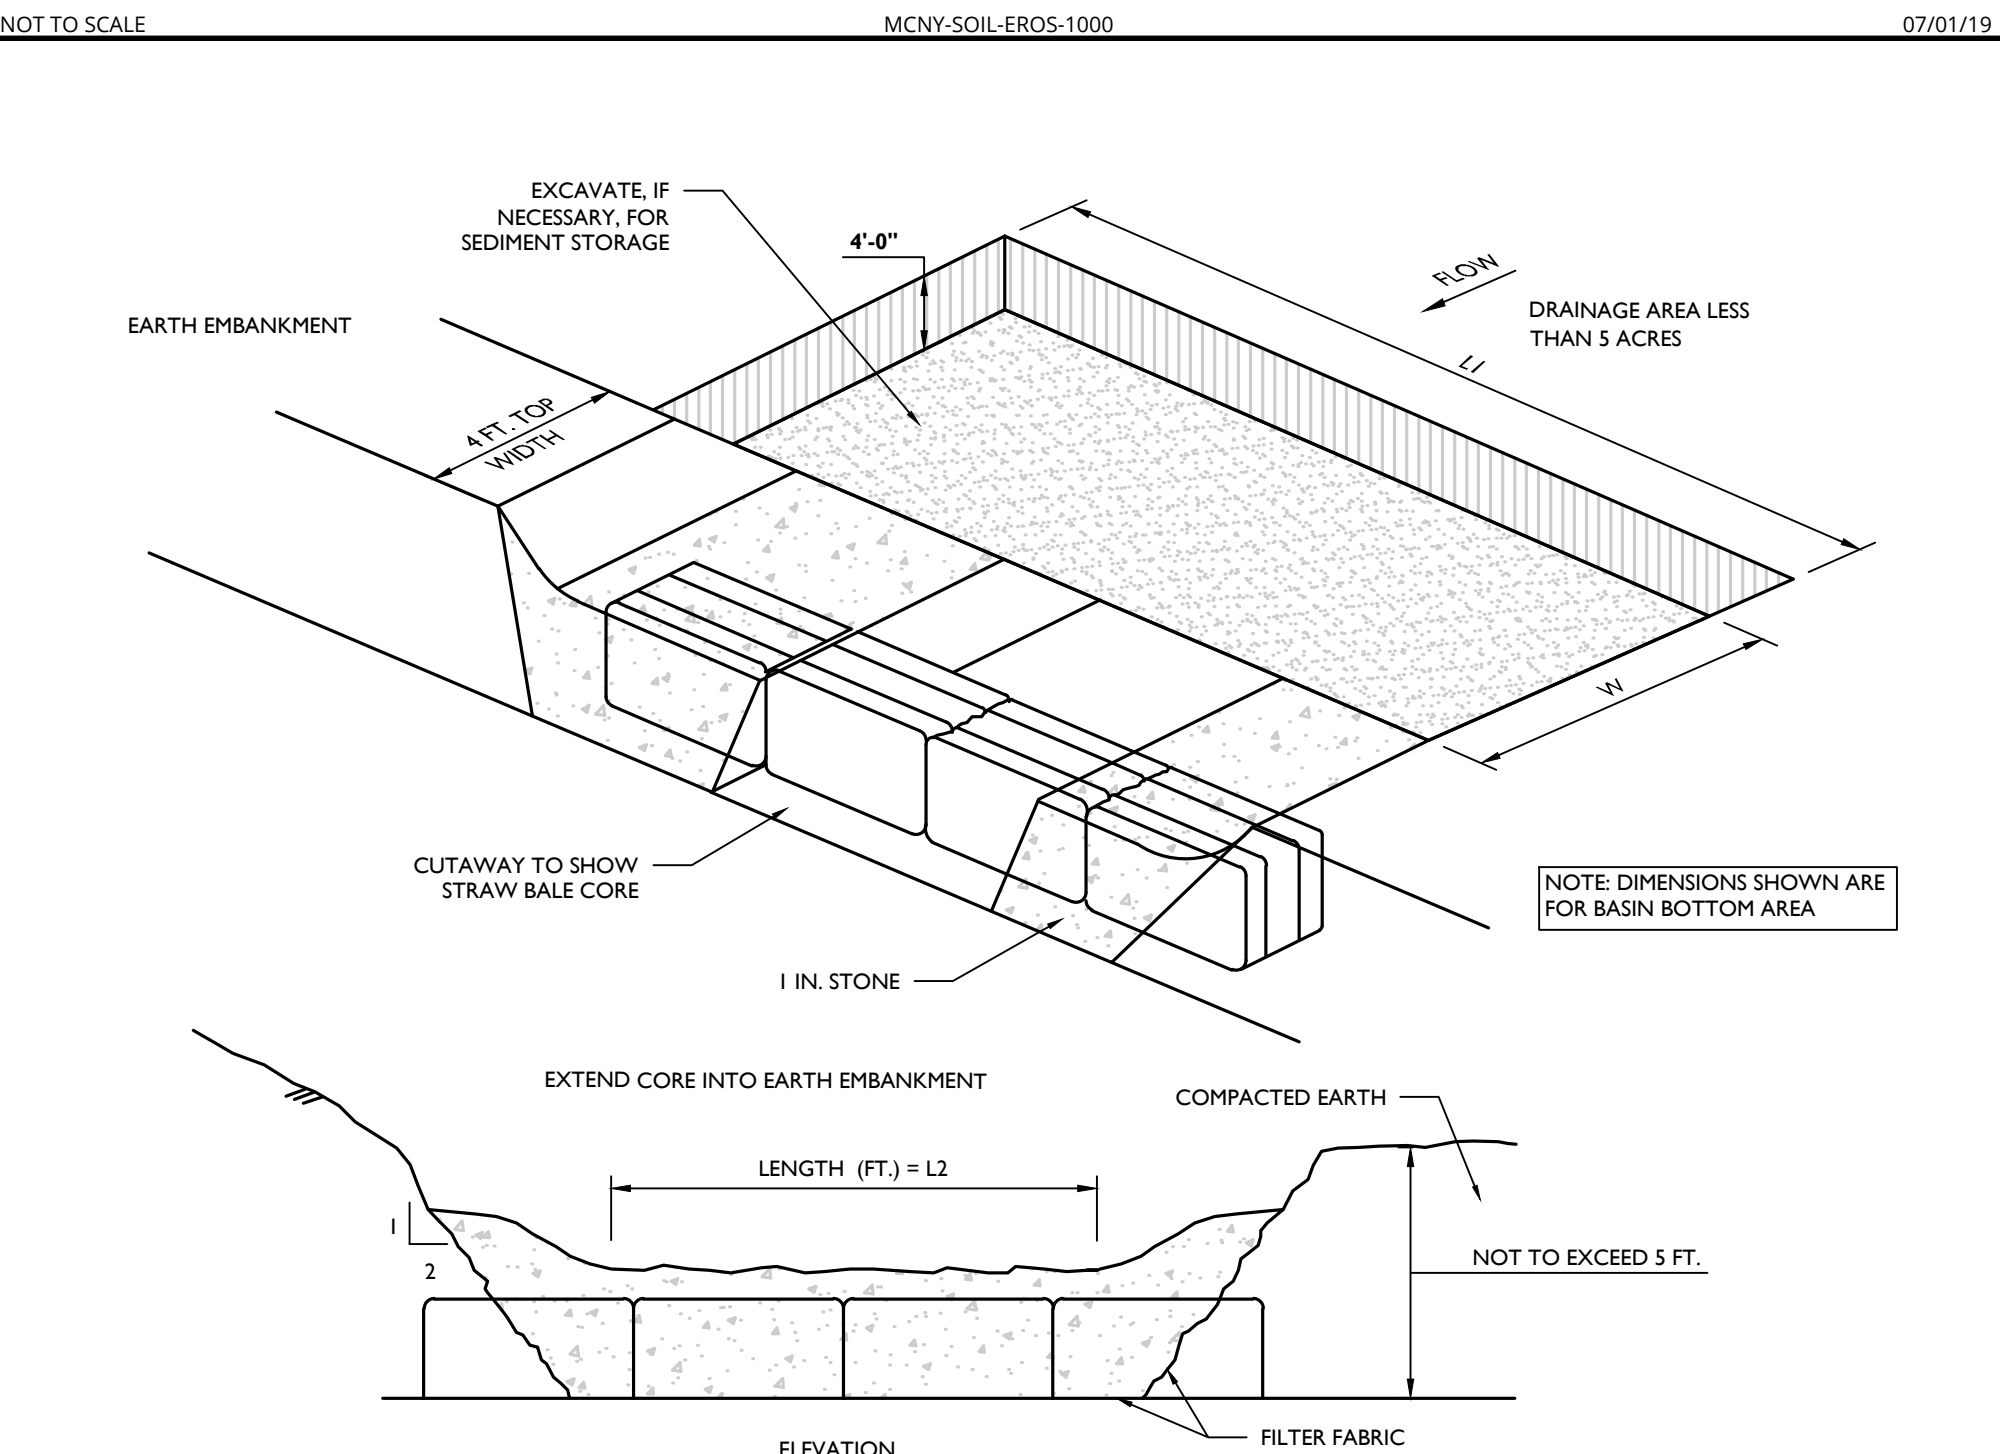 NOT TO SCALE
MCNY-SOIL-EROS-1000
07/01/19
EXCAVATE, IF
NECESSARY, FOR
SEDIMENT STORAGE
4'-0"
FLOW
DRAINAGE AREA LESS
THAN 5 ACRES
EARTH EMBANKMENT
L1
4 FT. TOP
WIDTH
W
CUTAWAY TO SHOW
STRAW BALE CORE
NOTE: DIMENSIONS SHOWN ARE
FOR BASIN BOTTOM AREA
1 IN. STONE
EXTEND CORE INTO EARTH EMBANKMENT
COMPACTED EARTH
LENGTH (FT.) = L2
1
2
NOT TO EXCEED 5 FT.
FILTER FABRIC
ELEVATION